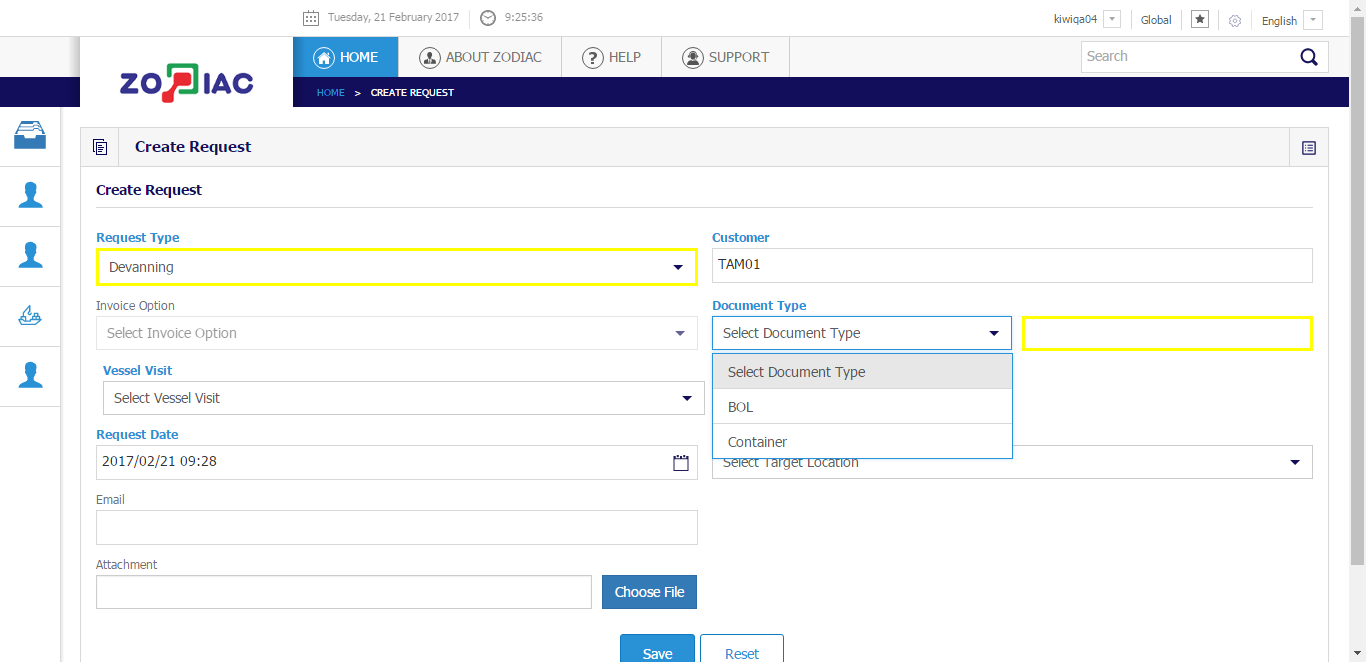 Tuesday, 21 February 2017 9:25:36 kiwiqa04 Global English
ZODIAC HOME ABOUT ZODIAC ? HELP SUPPORT Search
HOME > CREATE REQUEST
Create Request
Create Request
Request Type Customer
Devanning TAM01
Invoice Option Document Type
Select Invoice Option Select Document Type
Select Document Type
Vessel Visit
Select Vessel Visit BOL
Request Date
Container
2017/02/21 09:28 Select Target Location
Email
Attachment
Choose File
Save Reset